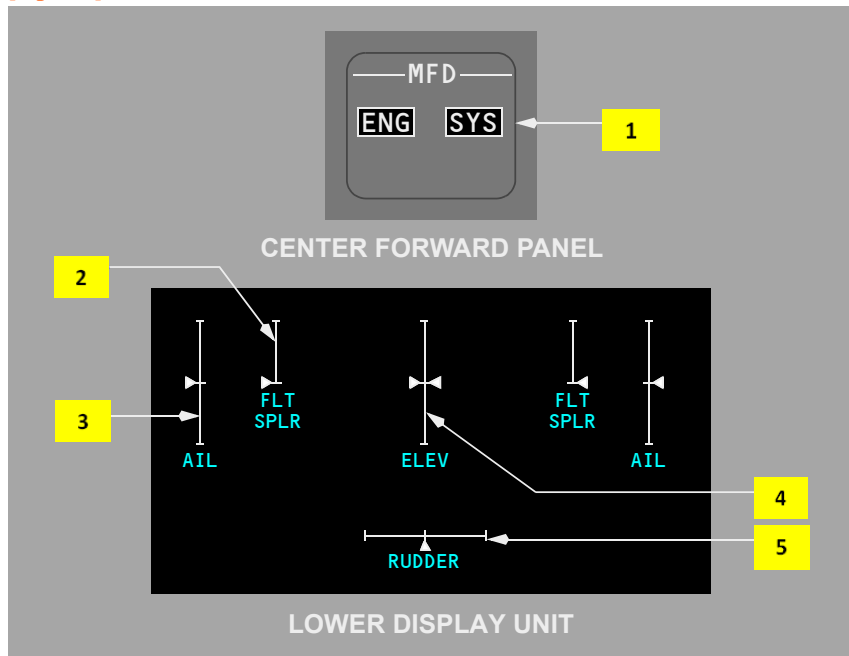 MFD
ENG SYS
1
CENTER FORWARD PANEL
2
FLT FLT
SPLR SPLR
3
AIL ELEV AIL
4
5
RUDDER
LOWER DISPLAY UNIT